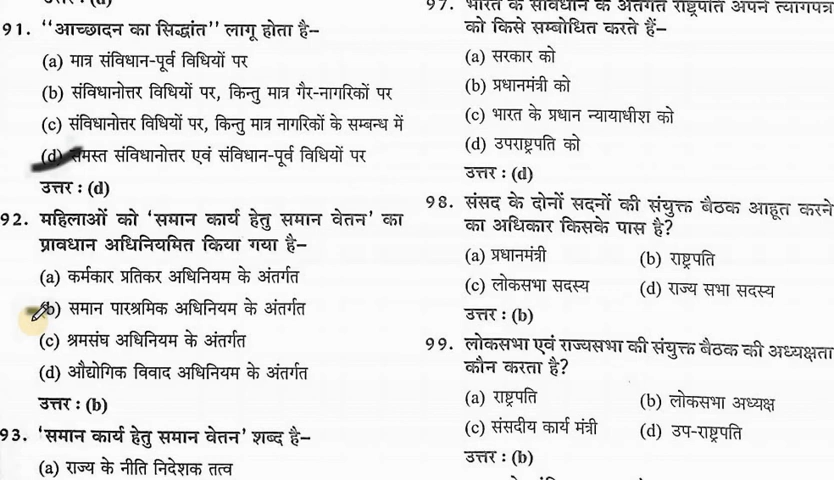 91. ‘‘आच्छादन का सिद्धांत’’ लागू होता है–
(a) मात्र संविधान-पूर्व विधियों पर
(b) संविधानोत्तर विधियों पर, किन्तु मात्र गैर-नागरिकों पर
(c) संविधानोत्तर विधियों पर, किन्तु मात्र नागरिकों के सम्बन्ध में
(d) समस्त संविधानोत्तर एवं संविधान-पूर्व विधियों पर
उत्तर : (d)
92. महिलाओं को ‘समान कार्य हेतु समान वेतन’ का
प्रावधान अधिनियमित किया गया है–
(a) कर्मकार प्रतिकर अधिनियम के अंतर्गत
(b) समान पारश्रमिक अधिनियम के अंतर्गत
(c) श्रमसंघ अधिनियम के अंतर्गत
(d) औद्योगिक विवाद अधिनियम के अंतर्गत
उत्तर : (b)
93. ‘समान कार्य हेतु समान वेतन’ शब्द है–
(a) राज्य के नीति निदेशक तत्व
97. भारत के संविधान के अंतर्गत राष्ट्रपति अपने त्यागपत्र
को किसे सम्बोधित करते हैं–
(a) सरकार को
(b) प्रधानमंत्री को
(c) भारत के प्रधान न्यायाधीश को
(d) उपराष्ट्रपति को
उत्तर : (d)
98. संसद के दोनों सदनों की संयुक्त बैठक आहूत करने
का अधिकार किसके पास है?
(a) प्रधानमंत्री (b) राष्ट्रपति
(c) लोकसभा सदस्य (d) राज्य सभा सदस्य
उत्तर : (b)
99. लोकसभा एवं राज्यसभा की संयुक्त बैठक की अध्यक्षता
कौन करता है?
(a) राष्ट्रपति (b) लोकसभा अध्यक्ष
(c) संसदीय कार्य मंत्री (d) उप-राष्ट्रपति
उत्तर : (b)